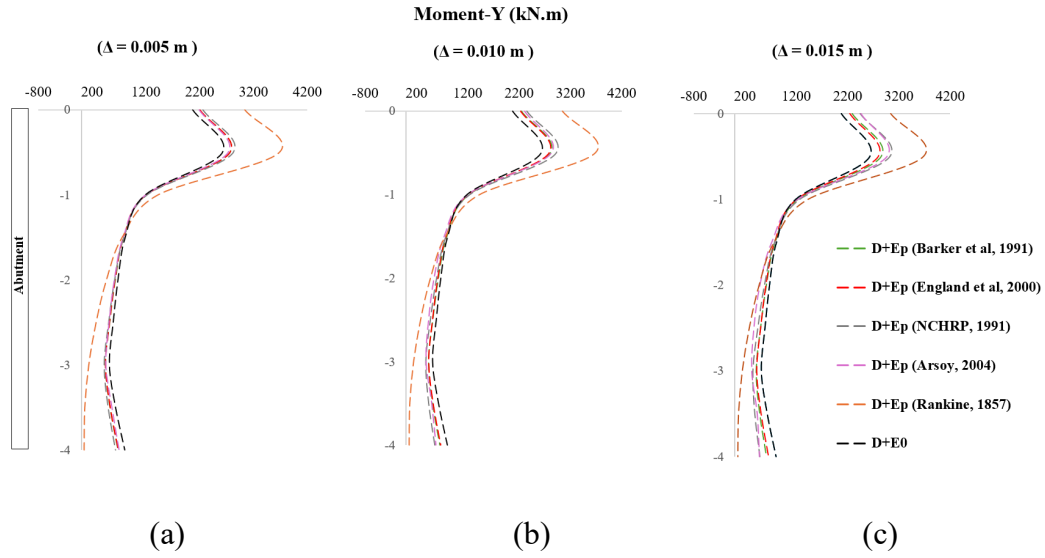 Moment-Y (kN.m)
(Δ = 0.005 m )
(Δ = 0.010 m )
(Δ = 0.015 m )
-800 200 1200 2200 3200 4200
-800 200 1200 2200 3200 4200
-800 200 1200 2200 3200 4200
0
-1
-2
-3
-4
0
-1
-2
-3
-4
0
-1
-2
-3
-4
Abutment
D+Ep (Barker et al, 1991)
D+Ep (England et al, 2000)
D+Ep (NCHRP, 1991)
D+Ep (Arsoy, 2004)
D+Ep (Rankine, 1857)
D+E0
(a)
(b)
(c)